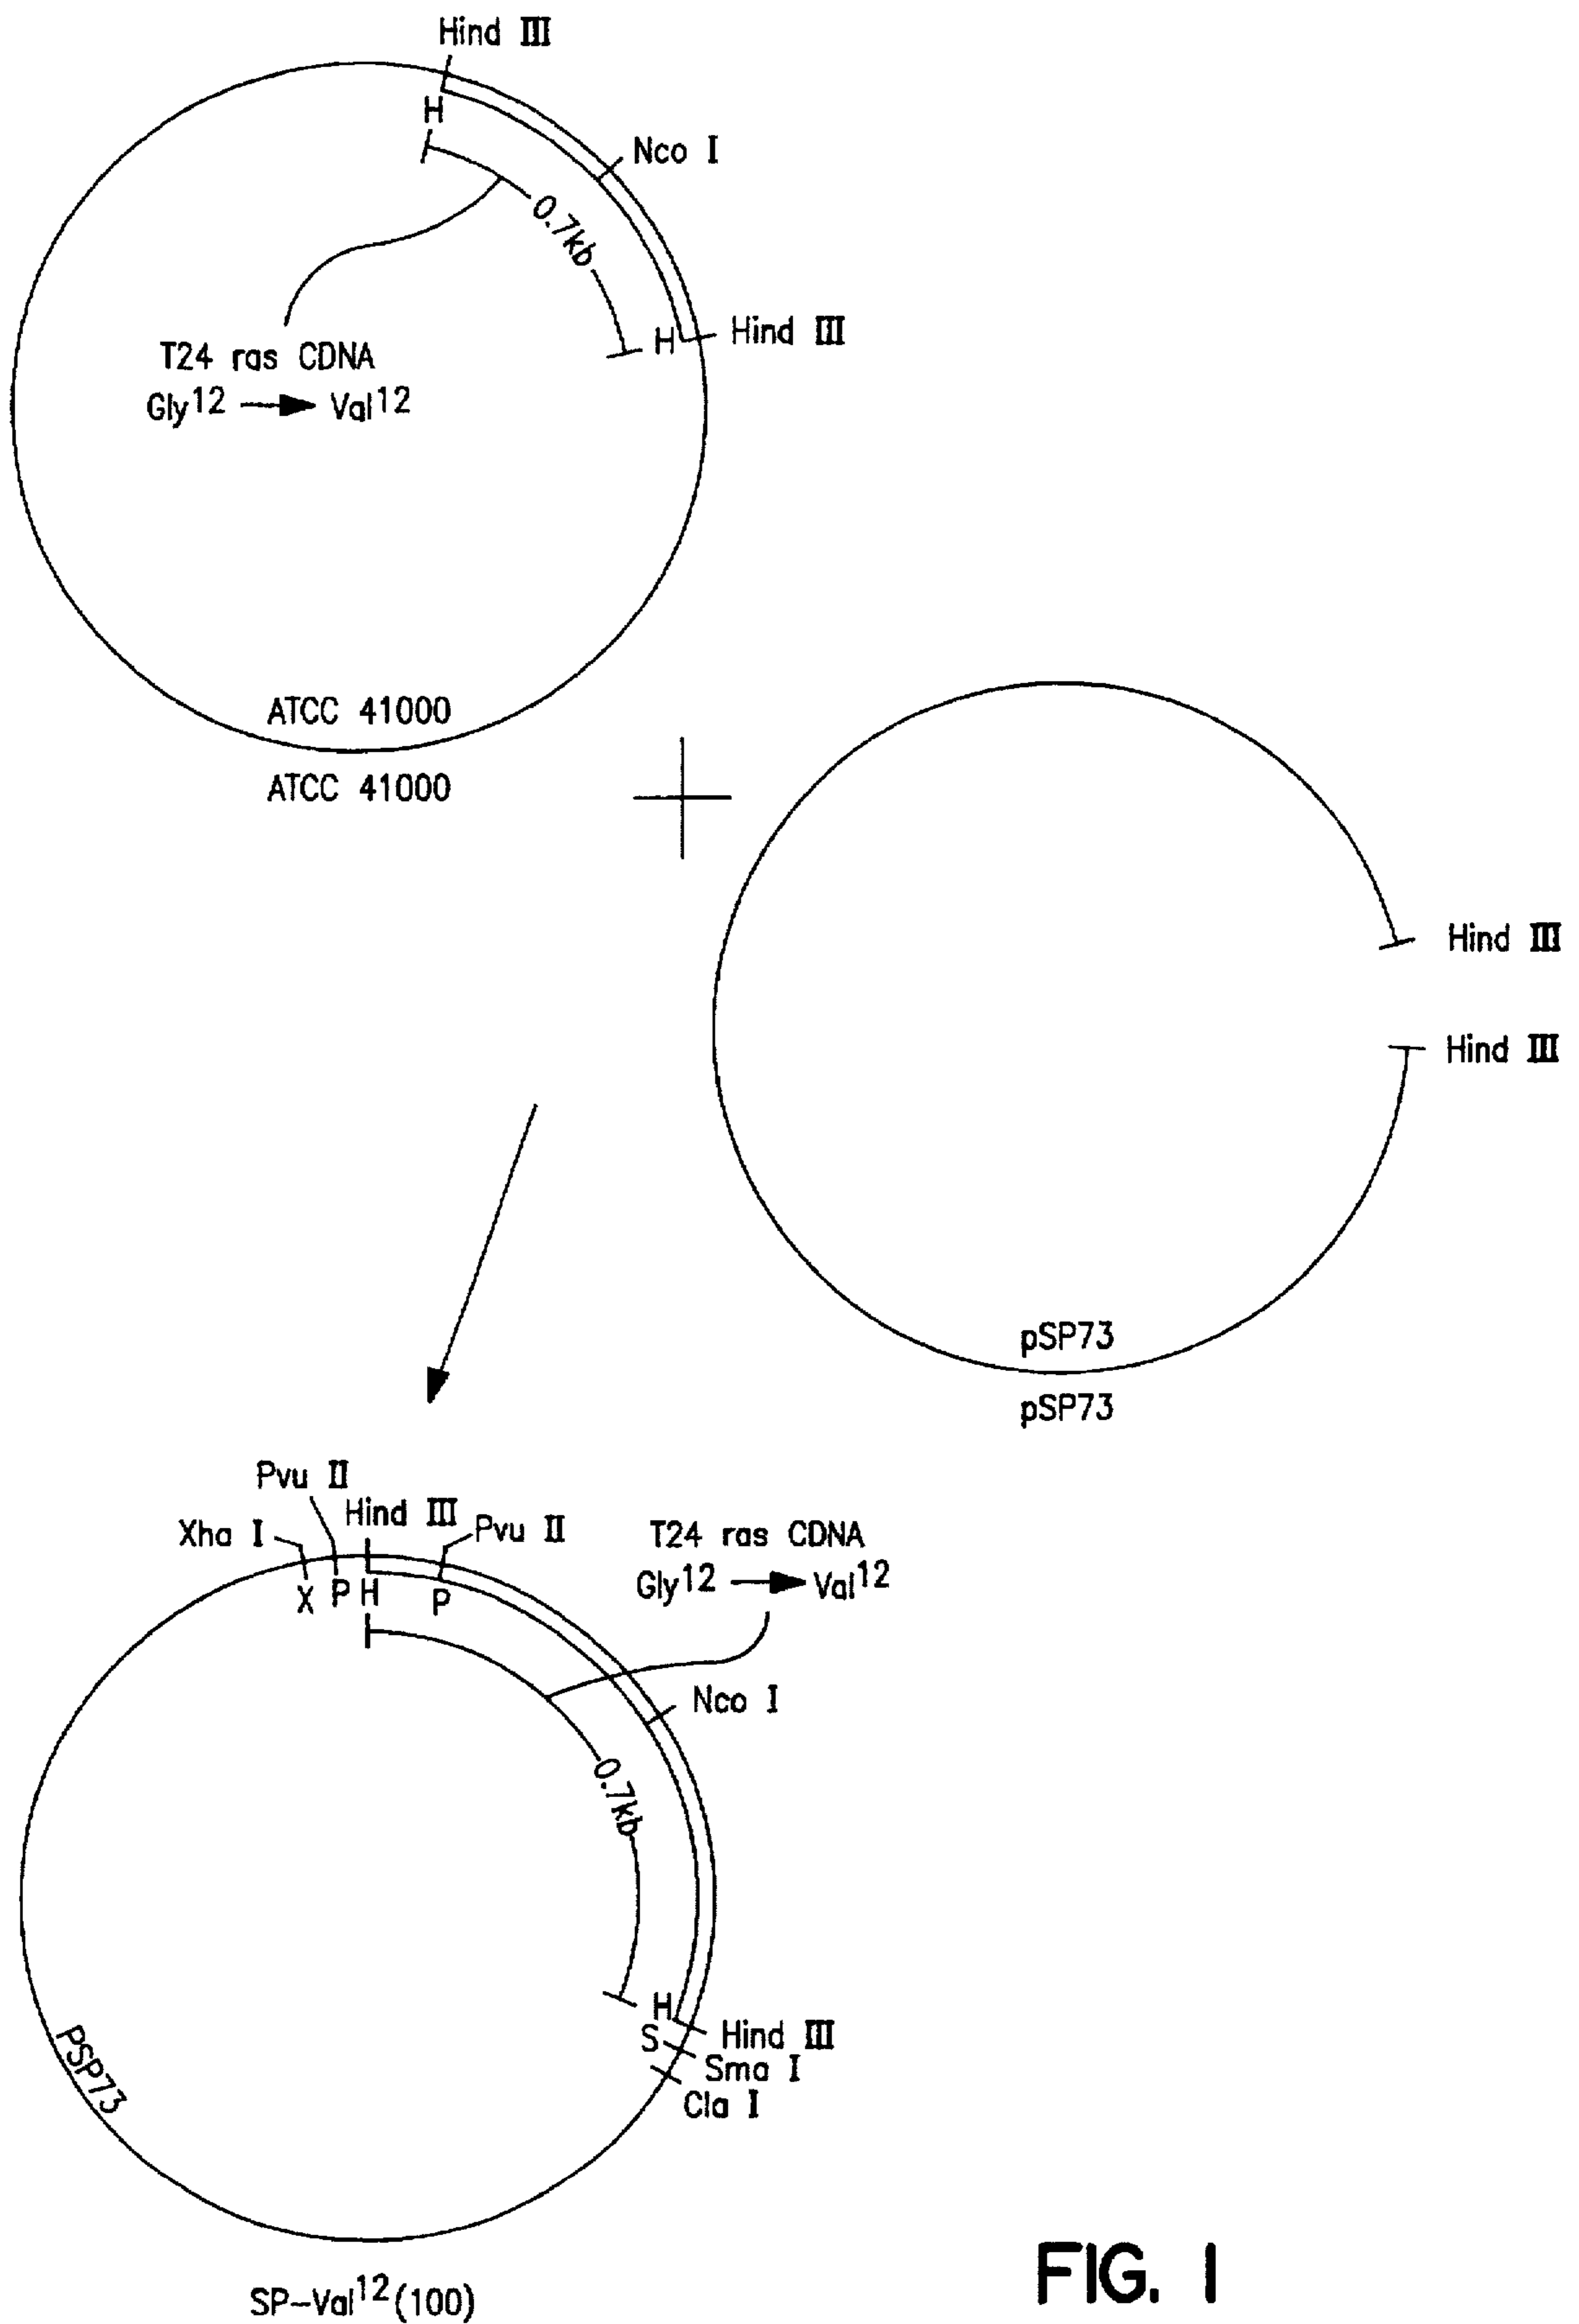 Hind III
H
Nco I
0.7kb
H
Hind III
T24 ras CDNA
Gly12 Val12
ATCC 41000
ATCC 41000
Hind III
Hind III
pSP73
pSP73
Pvu II
Hind III
Xha I
Pvu II
T24 ras CDNA
Gly12 Val12
X
P
H
P
Nco I
0.7kb
H
Hind III
S
Sma I
Cla I
PSP73
SP-Val12(100)
FIG. 1